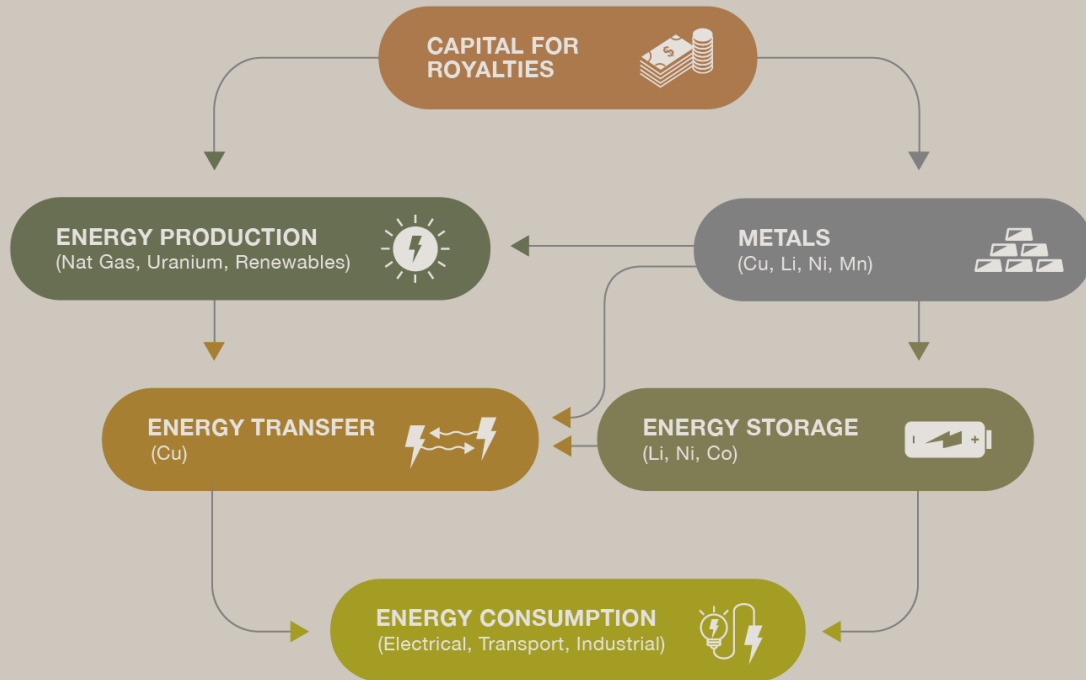 CAPITAL FOR
ROYALTIES
$
ENERGY PRODUCTION
(Nat Gas, Uranium, Renewables)
METALS
(Cu, Li, Ni, Mn)
ENERGY TRANSFER
(Cu)
ENERGY STORAGE
(Li, Ni, Co)
ENERGY CONSUMPTION
(Electrical, Transport, Industrial)